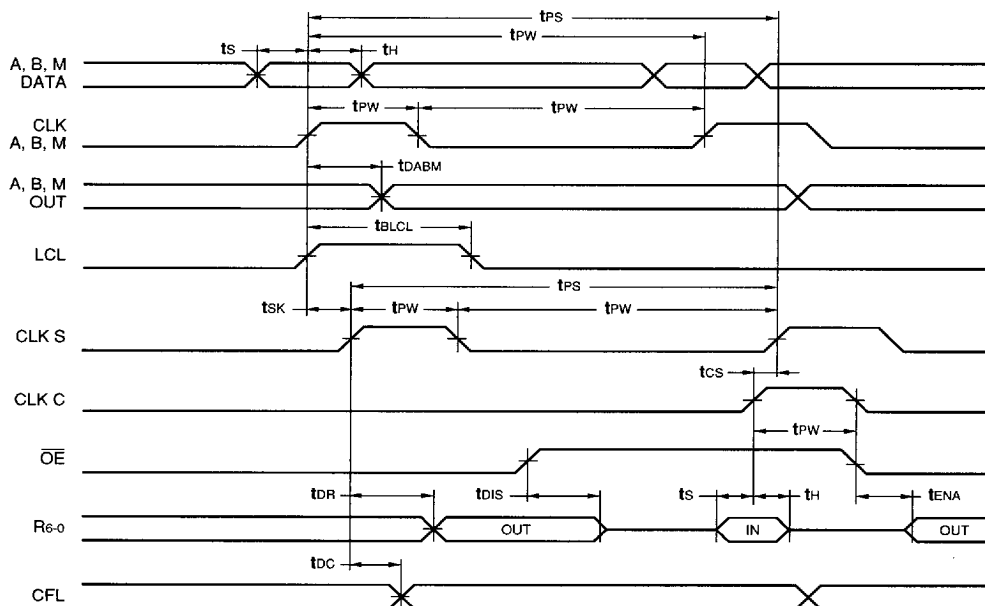 tPS
tPW
tS
tH
A, B, M
DATA
tPW
tPW
CLK
A, B, M
tDABM
A, B, M
OUT
tBLCL
LCL
tPS
tSK
tPW
tPW
CLK S
tCS
CLK C
tPW
OE
tDR
tDIS
tS
tH
tENA
R6-0
OUT
IN
OUT
tDC
CFL